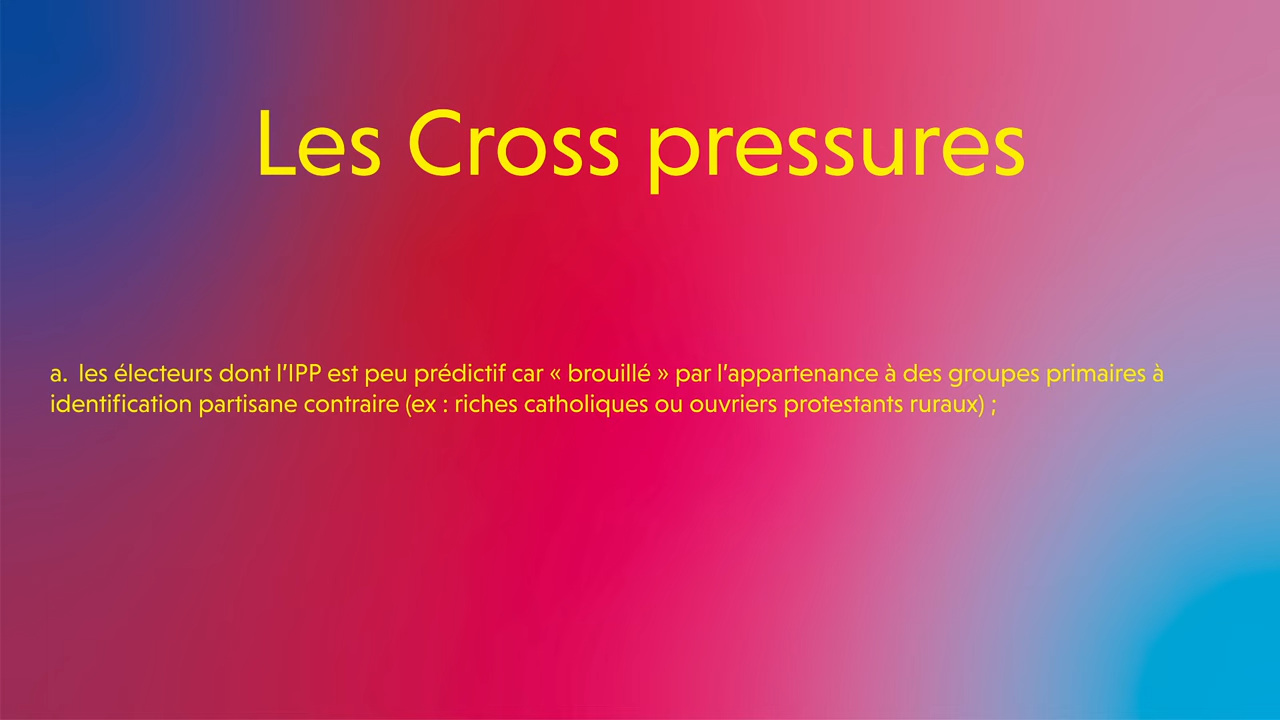 Les Cross pressures
a. les électeurs dont l’IPP est peu prédictif car « brouillé » par l’appartenance à des groupes primaires à
identification partisane contraire (ex : riches catholiques ou ouvriers protestants ruraux) ;